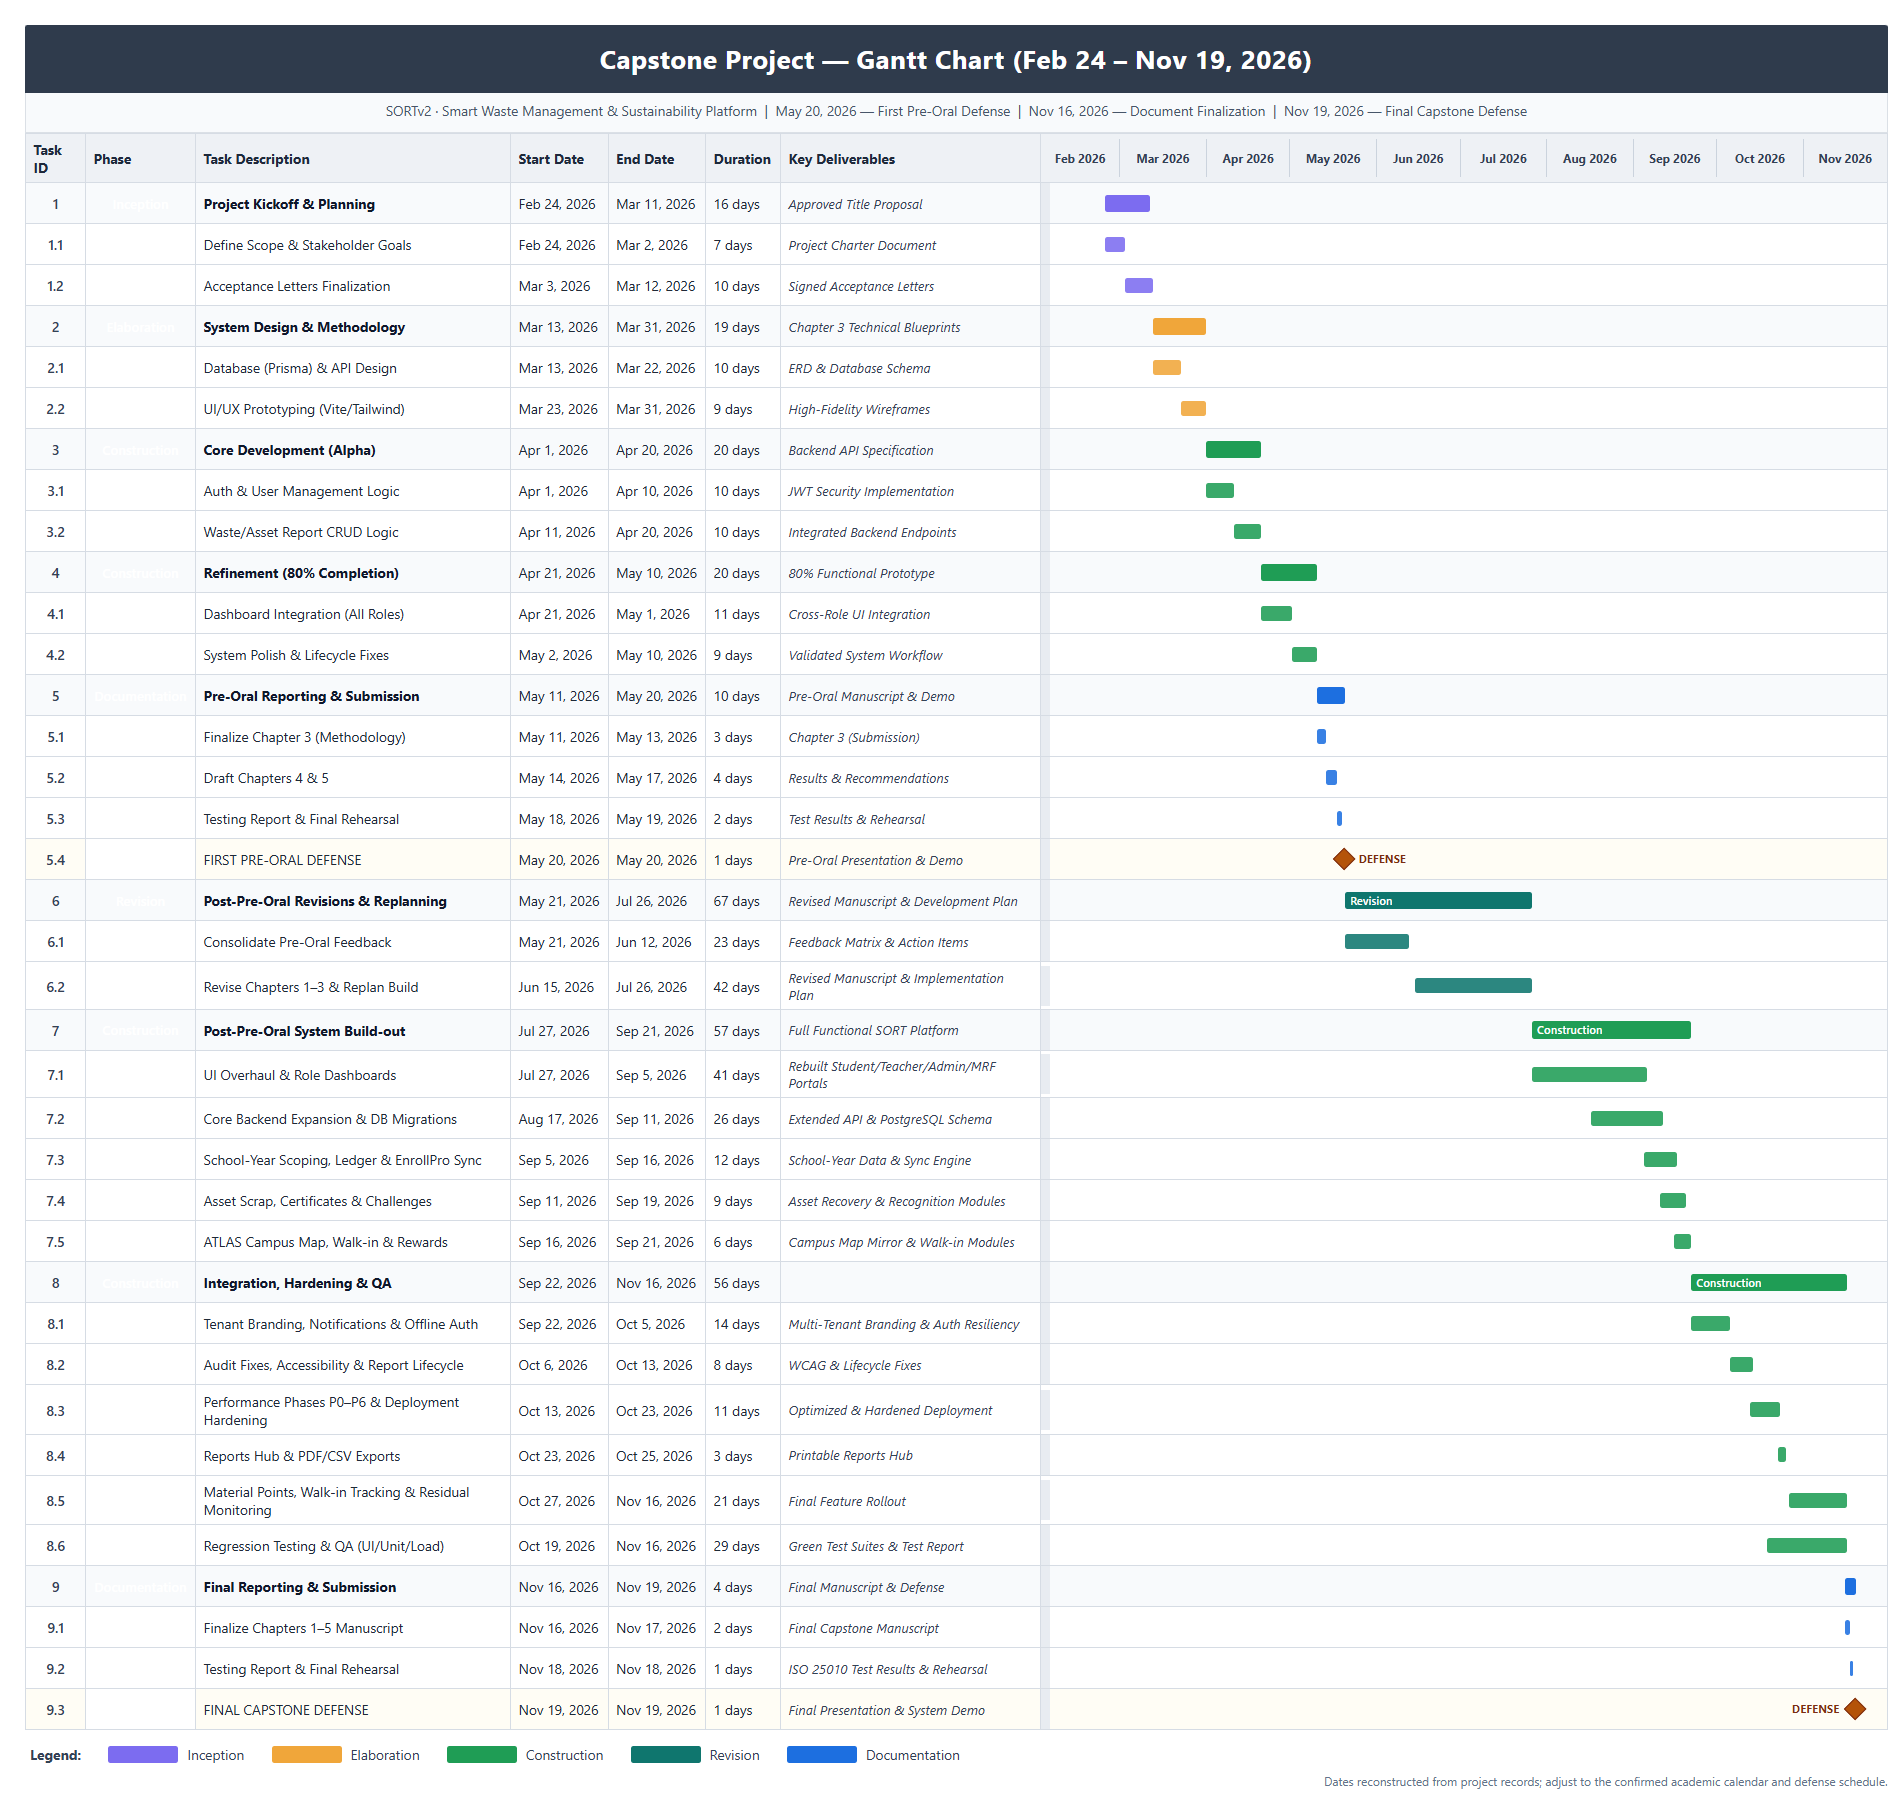 Capstone Project — Gantt Chart (Feb 24 – Nov 19, 2026)
SORTv2 · Smart Waste Management & Sustainability Platform | May 20, 2026 — First Pre-Oral Defense | Nov 16, 2026 — Document Finalization | Nov 19, 2026 — Final Capstone Defense
Task ID Phase Task Description Start Date End Date Duration Key Deliverables Feb 2026 Mar 2026 Apr 2026 May 2026 Jun 2026 Jul 2026 Aug 2026 Sep 2026 Oct 2026 Nov 2026
1 Inception Project Kickoff & Planning Feb 24, 2026 Mar 11, 2026 16 days Approved Title Proposal
1.1 Define Scope & Stakeholder Goals Feb 24, 2026 Mar 2, 2026 7 days Project Charter Document
1.2 Acceptance Letters Finalization Mar 3, 2026 Mar 12, 2026 10 days Signed Acceptance Letters
2 Elaboration System Design & Methodology Mar 13, 2026 Mar 31, 2026 19 days Chapter 3 Technical Blueprints
2.1 Database (Prisma) & API Design Mar 13, 2026 Mar 22, 2026 10 days ERD & Database Schema
2.2 UI/UX Prototyping (Vite/Tailwind) Mar 23, 2026 Mar 31, 2026 9 days High-Fidelity Wireframes
3 Construction Core Development (Alpha) Apr 1, 2026 Apr 20, 2026 20 days Backend API Specification
3.1 Auth & User Management Logic Apr 1, 2026 Apr 10, 2026 10 days JWT Security Implementation
3.2 Waste/Asset Report CRUD Logic Apr 11, 2026 Apr 20, 2026 10 days Integrated Backend Endpoints
4 Construction Refinement (80% Completion) Apr 21, 2026 May 10, 2026 20 days 80% Functional Prototype
4.1 Dashboard Integration (All Roles) Apr 21, 2026 May 1, 2026 11 days Cross-Role UI Integration
4.2 System Polish & Lifecycle Fixes May 2, 2026 May 10, 2026 9 days Validated System Workflow
5 Documentation Pre-Oral Reporting & Submission May 11, 2026 May 20, 2026 10 days Pre-Oral Manuscript & Demo
5.1 Finalize Chapter 3 (Methodology) May 11, 2026 May 13, 2026 3 days Chapter 3 (Submission)
5.2 Draft Chapters 4 & 5 May 14, 2026 May 17, 2026 4 days Results & Recommendations
5.3 Testing Report & Final Rehearsal May 18, 2026 May 19, 2026 2 days Test Results & Rehearsal
5.4 FIRST PRE-ORAL DEFENSE May 20, 2026 May 20, 2026 1 days Pre-Oral Presentation & Demo DEFENSE
6 Revision Post-Pre-Oral Revisions & Replanning May 21, 2026 Jul 26, 2026 67 days Revised Manuscript & Development Plan Revision
6.1 Consolidate Pre-Oral Feedback May 21, 2026 Jun 12, 2026 23 days Feedback Matrix & Action Items
6.2 Revise Chapters 1–3 & Replan Build Jun 15, 2026 Jul 26, 2026 42 days Revised Manuscript & Implementation Plan
7 Construction Post-Pre-Oral System Build-out Jul 27, 2026 Sep 21, 2026 57 days Full Functional SORT Platform Construction
7.1 UI Overhaul & Role Dashboards Jul 27, 2026 Sep 5, 2026 41 days Rebuilt Student/Teacher/Admin/MRF Portals
7.2 Core Backend Expansion & DB Migrations Aug 17, 2026 Sep 11, 2026 26 days Extended API & PostgreSQL Schema
7.3 School-Year Scoping, Ledger & EnrollPro Sync Sep 5, 2026 Sep 16, 2026 12 days School-Year Data & Sync Engine
7.4 Asset Scrap, Certificates & Challenges Sep 11, 2026 Sep 19, 2026 9 days Asset Recovery & Recognition Modules
7.5 ATLAS Campus Map, Walk-in & Rewards Sep 16, 2026 Sep 21, 2026 6 days Campus Map Mirror & Walk-in Modules
8 Construction Integration, Hardening & QA Sep 22, 2026 Nov 16, 2026 56 days Construction
8.1 Tenant Branding, Notifications & Offline Auth Sep 22, 2026 Oct 5, 2026 14 days Multi-Tenant Branding & Auth Resiliency
8.2 Audit Fixes, Accessibility & Report Lifecycle Oct 6, 2026 Oct 13, 2026 8 days WCAG & Lifecycle Fixes
8.3 Performance Phases P0–P6 & Deployment Hardening Oct 13, 2026 Oct 23, 2026 11 days Optimized & Hardened Deployment
8.4 Reports Hub & PDF/CSV Exports Oct 23, 2026 Oct 25, 2026 3 days Printable Reports Hub
8.5 Material Points, Walk-in Tracking & Residual Monitoring Oct 27, 2026 Nov 16, 2026 21 days Final Feature Rollout
8.6 Regression Testing & QA (UI/Unit/Load) Oct 19, 2026 Nov 16, 2026 29 days Green Test Suites & Test Report
9 Documentation Final Reporting & Submission Nov 16, 2026 Nov 19, 2026 4 days Final Manuscript & Defense
9.1 Finalize Chapters 1–5 Manuscript Nov 16, 2026 Nov 17, 2026 2 days Final Capstone Manuscript
9.2 Testing Report & Final Rehearsal Nov 18, 2026 Nov 18, 2026 1 days ISO 25010 Test Results & Rehearsal
9.3 FINAL CAPSTONE DEFENSE Nov 19, 2026 Nov 19, 2026 1 days Final Presentation & System Demo DEFENSE
Legend: Inception Elaboration Construction Revision Documentation
Dates reconstructed from project records; adjust to the confirmed academic calendar and defense schedule.